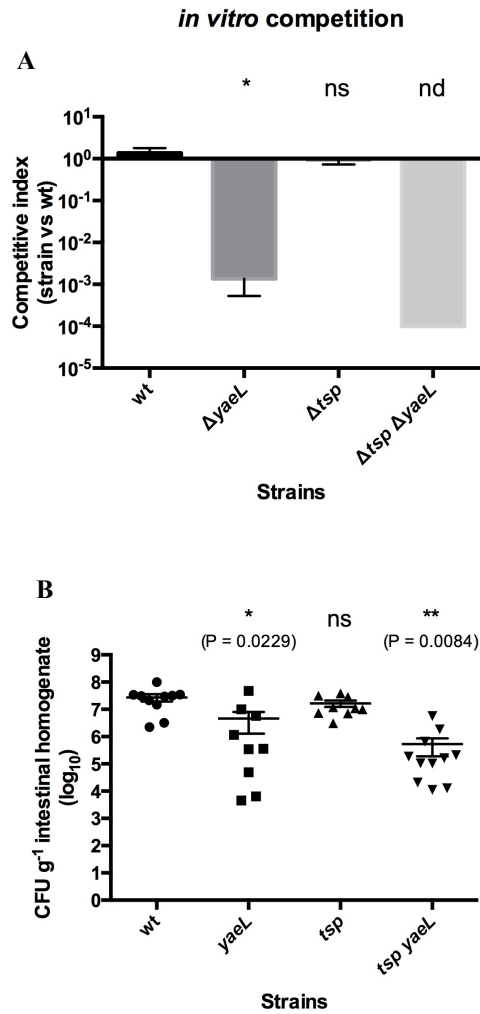 in vitro competition
A
* ns nd
10¹
10⁰
10⁻¹
10⁻²
10⁻³
10⁻⁴
10⁻⁵
Competitive index
(strain vs wt)
wt ΔyaeL Δtsp Δtsp ΔyaeL
Strains
B
* ns **
(P = 0.0229) (P = 0.0084)
9
8
7
6
5
4
3
2
1
0
CFU g⁻¹ intestinal homogenate
(log₁₀)
wt yaeL tsp tsp yaeL
Strains